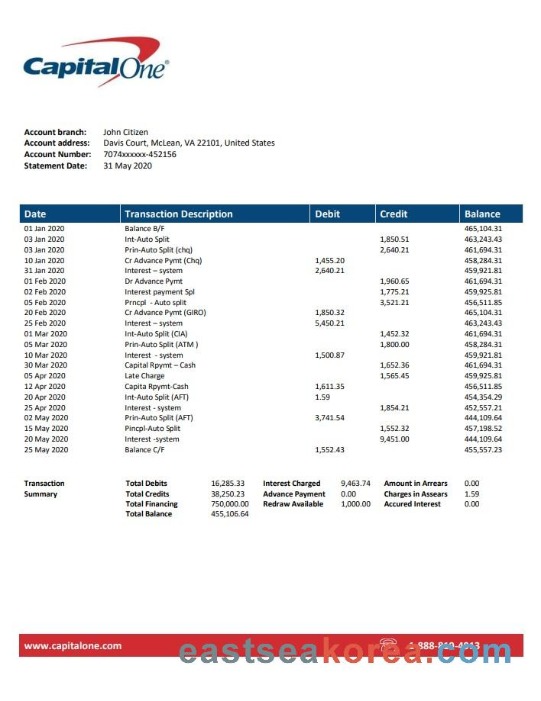 CapitalOne®
Account branch: John Citizen
Account address: Davis Court, McLean, VA 22101, United States
Account Number: 7074xxxxxx-452156
Statement Date: 31 May 2020
Date Transaction Description Debit Credit Balance
01 Jan 2020 Balance B/F 465,104.31
03 Jan 2020 Int-Auto Split 1,850.51 463,243.43
03 Jan 2020 Prin-Auto Split (chq) 2,640.21 461,694.31
10 Jan 2020 Cr Advance Pymt (Chq) 1,455.20 458,284.31
31 Jan 2020 Interest – system 2,640.21 459,921.81
01 Feb 2020 Dr Advance Pymt 1,960.65 461,694.31
02 Feb 2020 Interest payment Spl 1,775.21 459,925.81
05 Feb 2020 Prncpl - Auto split 3,521.21 456,511.85
20 Feb 2020 Cr Advance Pymt (GIRO) 1,850.32 465,104.31
25 Feb 2020 Interest – system 5,450.21 463,243.43
01 Mar 2020 Int-Auto Split (CIA) 1,452.32 461,694.31
05 Mar 2020 Prin-Auto Split (ATM ) 1,800.00 458,284.31
10 Mar 2020 Interest - system 1,500.87 459,921.81
30 Mar 2020 Capital Rpymt – Cash 1,652.36 461,694.31
05 Apr 2020 Late Charge 1,565.45 459,925.81
12 Apr 2020 Capita Rpymt-Cash 1,611.35 456,511.85
20 Apr 2020 Int-Auto Split (AFT) 1.59 454,354.29
25 Apr 2020 Interest - system 1,854.21 452,557.21
02 May 2020 Prin-Auto Split (AFT) 3,741.54 444,109.64
15 May 2020 Pincpl-Auto Split 1,552.32 457,198.52
20 May 2020 Interest -system 9,451.00 444,109.64
25 May 2020 Balance C/F 1,552.43 455,557.23
Transaction Total Debits 16,285.33 Interest Charged 9,463.74 Amount in Arrears 0.00
Summary Total Credits 38,250.23 Advance Payment 0.00 Charges in Assears 1.59
Total Financing 750,000.00 Redraw Available 1,000.00 Accured Interest 0.00
Total Balance 455,106.64
www.capitalone.com
eastseakorea.com